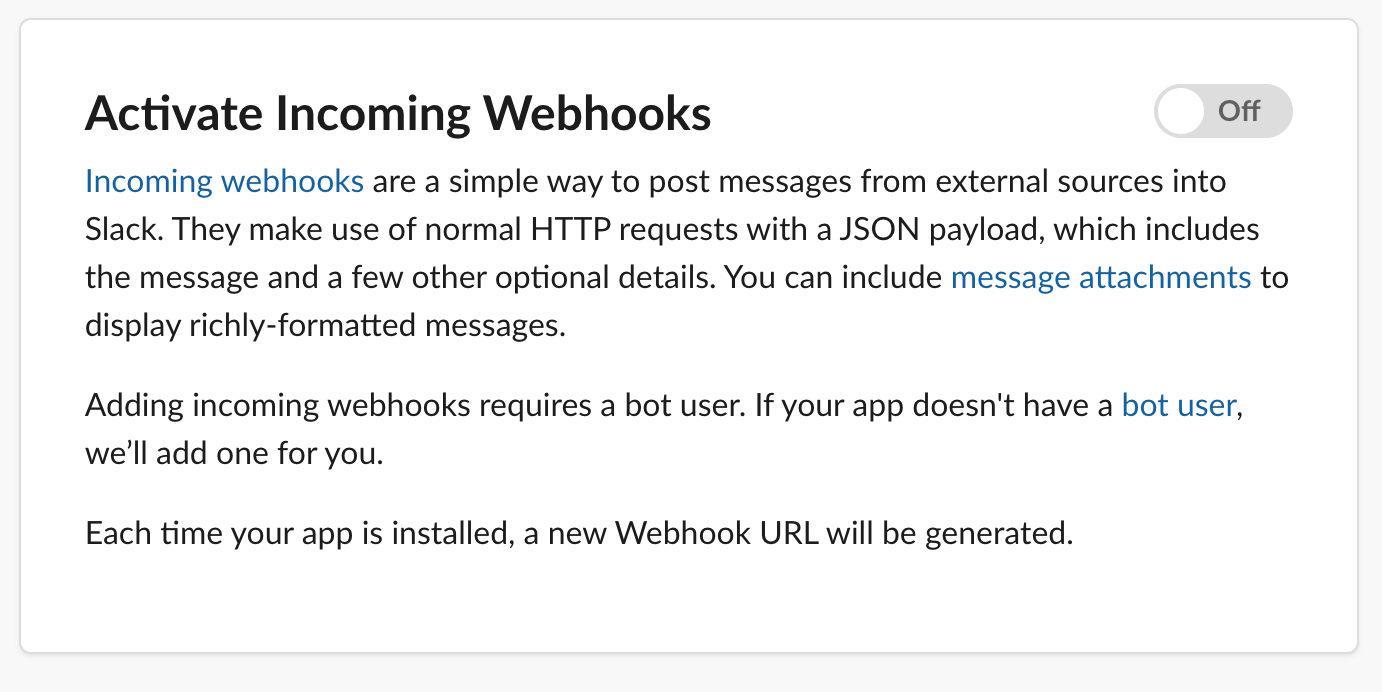 Activate Incoming Webhooks
Off
Incoming webhooks are a simple way to post messages from external sources into
Slack. They make use of normal HTTP requests with a JSON payload, which includes
the message and a few other optional details. You can include message attachments to
display richly-formatted messages.
Adding incoming webhooks requires a bot user. If your app doesn't have a bot user,
we’ll add one for you.
Each time your app is installed, a new Webhook URL will be generated.